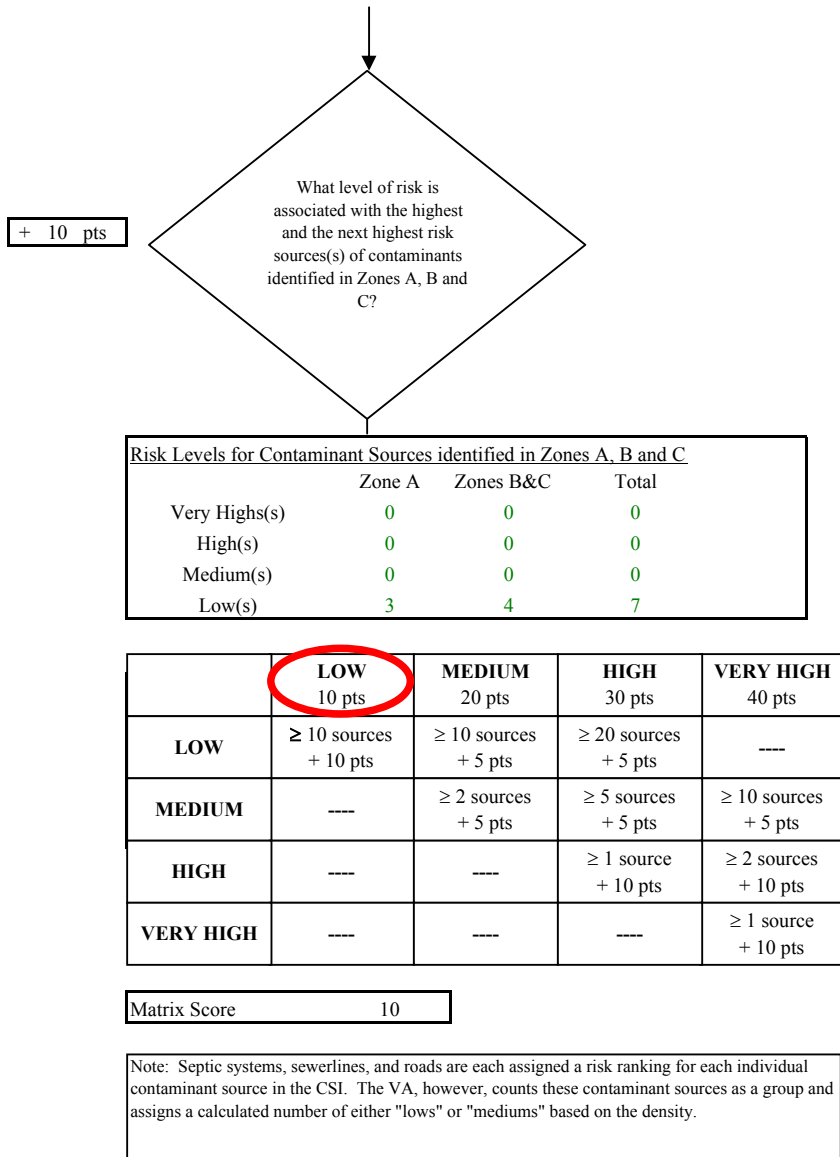 What level of risk is
associated with the highest
and the next highest risk
sources(s) of contaminants
identified in Zones A, B and
C?
+ 10 pts
Risk Levels for Contaminant Sources identified in Zones A, B and C
Zone A Zones B&C Total
Very Highs(s) 0 0 0
High(s) 0 0 0
Medium(s) 0 0 0
Low(s) 3 4 7
LOW MEDIUM HIGH VERY HIGH
10 pts 20 pts 30 pts 40 pts
LOW ≥ 10 sources ≥ 10 sources ≥ 20 sources ----
+ 10 pts + 5 pts + 5 pts
MEDIUM ---- ≥ 2 sources ≥ 5 sources ≥ 10 sources
+ 5 pts + 5 pts + 5 pts
HIGH ---- ---- ≥ 1 source ≥ 2 sources
+ 10 pts + 10 pts
VERY HIGH ---- ---- ---- ≥ 1 source
+ 10 pts
Matrix Score 10
Note: Septic systems, sewerlines, and roads are each assigned a risk ranking for each individual
contaminant source in the CSI. The VA, however, counts these contaminant sources as a group and
assigns a calculated number of either "lows" or "mediums" based on the density.